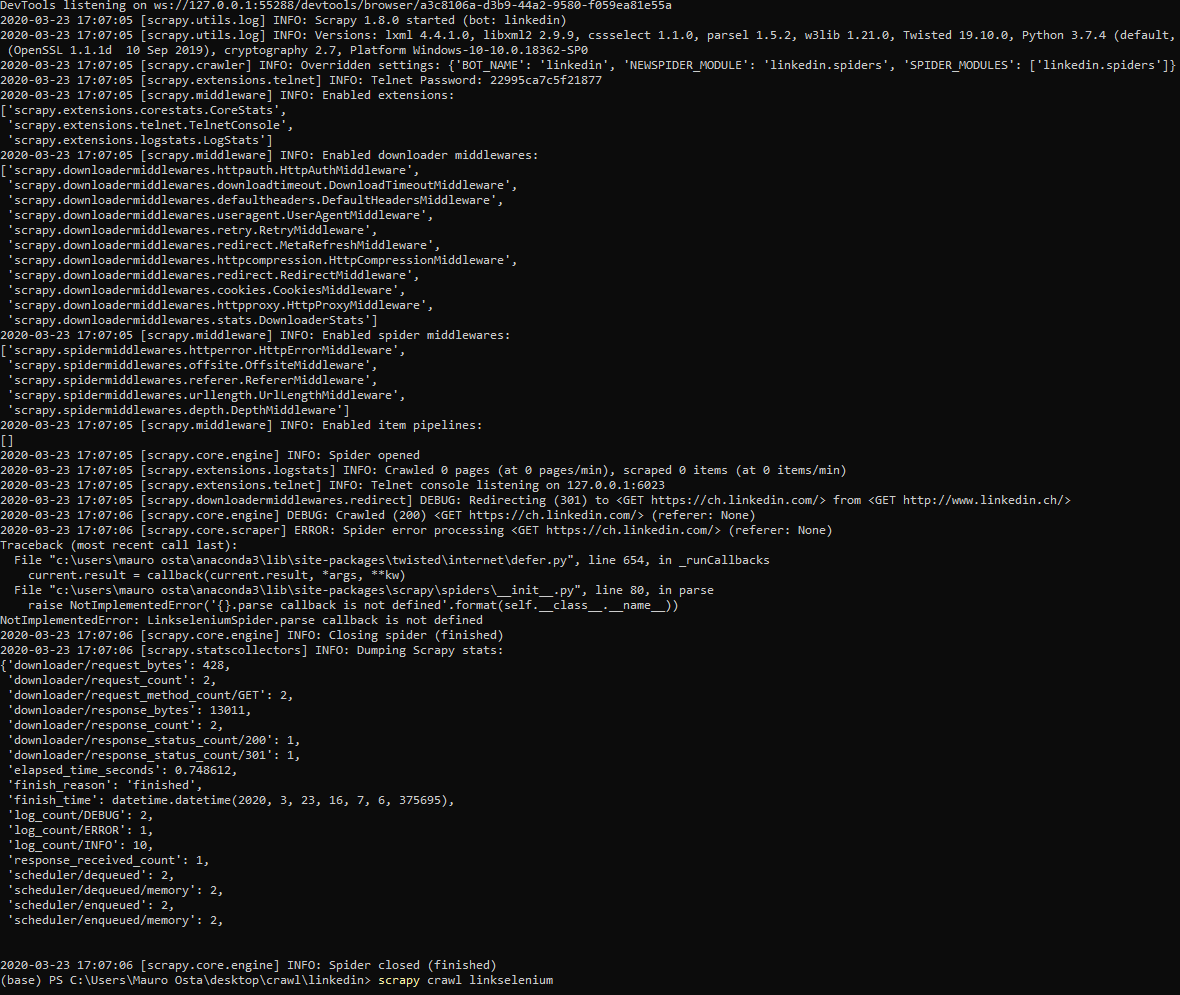 DevTools listening on ws://127.0.0.1:55288/devtools/browser/a3c8106a-d3b9-44a2-9580-f059ea81e55a
2020-03-23 17:07:05 [scrapy.utils.log] INFO: Scrapy 1.8.0 started (bot: linkedin)
2020-03-23 17:07:05 [scrapy.utils.log] INFO: Versions: lxml 4.4.1.0, libxml2 2.9.9, cssselect 1.1.0, parsel 1.5.2, w3lib 1.21.0, Twisted 19.10.0, Python 3.7.4 (default,
 (OpenSSL 1.1.1d  10 Sep 2019), cryptography 2.7, Platform Windows-10-10.0.18362-SP0
2020-03-23 17:07:05 [scrapy.crawler] INFO: Overridden settings: {'BOT_NAME': 'linkedin', 'NEWSPIDER_MODULE': 'linkedin.spiders', 'SPIDER_MODULES': ['linkedin.spiders']}
2020-03-23 17:07:05 [scrapy.extensions.telnet] INFO: Telnet Password: 22995ca7c5f21877
2020-03-23 17:07:05 [scrapy.middleware] INFO: Enabled extensions:
['scrapy.extensions.corestats.CoreStats',
 'scrapy.extensions.telnet.TelnetConsole',
 'scrapy.extensions.logstats.LogStats']
2020-03-23 17:07:05 [scrapy.middleware] INFO: Enabled downloader middlewares:
['scrapy.downloadermiddlewares.httpauth.HttpAuthMiddleware',
 'scrapy.downloadermiddlewares.downloadtimeout.DownloadTimeoutMiddleware',
 'scrapy.downloadermiddlewares.defaultheaders.DefaultHeadersMiddleware',
 'scrapy.downloadermiddlewares.useragent.UserAgentMiddleware',
 'scrapy.downloadermiddlewares.retry.RetryMiddleware',
 'scrapy.downloadermiddlewares.redirect.MetaRefreshMiddleware',
 'scrapy.downloadermiddlewares.httpcompression.HttpCompressionMiddleware',
 'scrapy.downloadermiddlewares.redirect.RedirectMiddleware',
 'scrapy.downloadermiddlewares.cookies.CookiesMiddleware',
 'scrapy.downloadermiddlewares.httpproxy.HttpProxyMiddleware',
 'scrapy.downloadermiddlewares.stats.DownloaderStats']
2020-03-23 17:07:05 [scrapy.middleware] INFO: Enabled spider middlewares:
['scrapy.spidermiddlewares.httperror.HttpErrorMiddleware',
 'scrapy.spidermiddlewares.offsite.OffsiteMiddleware',
 'scrapy.spidermiddlewares.referer.RefererMiddleware',
 'scrapy.spidermiddlewares.urllength.UrlLengthMiddleware',
 'scrapy.spidermiddlewares.depth.DepthMiddleware']
2020-03-23 17:07:05 [scrapy.middleware] INFO: Enabled item pipelines:
[]
2020-03-23 17:07:05 [scrapy.core.engine] INFO: Spider opened
2020-03-23 17:07:05 [scrapy.extensions.logstats] INFO: Crawled 0 pages (at 0 pages/min), scraped 0 items (at 0 items/min)
2020-03-23 17:07:05 [scrapy.extensions.telnet] INFO: Telnet console listening on 127.0.0.1:6023
2020-03-23 17:07:05 [scrapy.downloadermiddlewares.redirect] DEBUG: Redirecting (301) to <GET https://ch.linkedin.com/> from <GET http://www.linkedin.ch/>
2020-03-23 17:07:06 [scrapy.core.engine] DEBUG: Crawled (200) <GET https://ch.linkedin.com/> (referer: None)
2020-03-23 17:07:06 [scrapy.core.scraper] ERROR: Spider error processing <GET https://ch.linkedin.com/> (referer: None)
Traceback (most recent call last):
  File "c:\users\mauro osta\anaconda3\lib\site-packages\twisted\internet\defer.py", line 654, in _runCallbacks
    current.result = callback(current.result, *args, **kw)
  File "c:\users\mauro osta\anaconda3\lib\site-packages\scrapy\spiders\__init__.py", line 80, in parse
    raise NotImplementedError('{}.parse callback is not defined'.format(self.__class__.__name__))
NotImplementedError: LinkseleniumSpider.parse callback is not defined
2020-03-23 17:07:06 [scrapy.core.engine] INFO: Closing spider (finished)
2020-03-23 17:07:06 [scrapy.statscollectors] INFO: Dumping Scrapy stats:
{'downloader/request_bytes': 428,
 'downloader/request_count': 2,
 'downloader/request_method_count/GET': 2,
 'downloader/response_bytes': 13011,
 'downloader/response_count': 2,
 'downloader/response_status_count/200': 1,
 'downloader/response_status_count/301': 1,
 'elapsed_time_seconds': 0.748612,
 'finish_reason': 'finished',
 'finish_time': datetime.datetime(2020, 3, 23, 16, 7, 6, 375695),
 'log_count/DEBUG': 2,
 'log_count/ERROR': 1,
 'log_count/INFO': 10,
 'response_received_count': 1,
 'scheduler/dequeued': 2,
 'scheduler/dequeued/memory': 2,
 'scheduler/enqueued': 2,
 'scheduler/enqueued/memory': 2,
2020-03-23 17:07:06 [scrapy.core.engine] INFO: Spider closed (finished)
(base) PS C:\Users\Mauro Osta\desktop\crawl\linkedin> scrapy crawl linkselenium